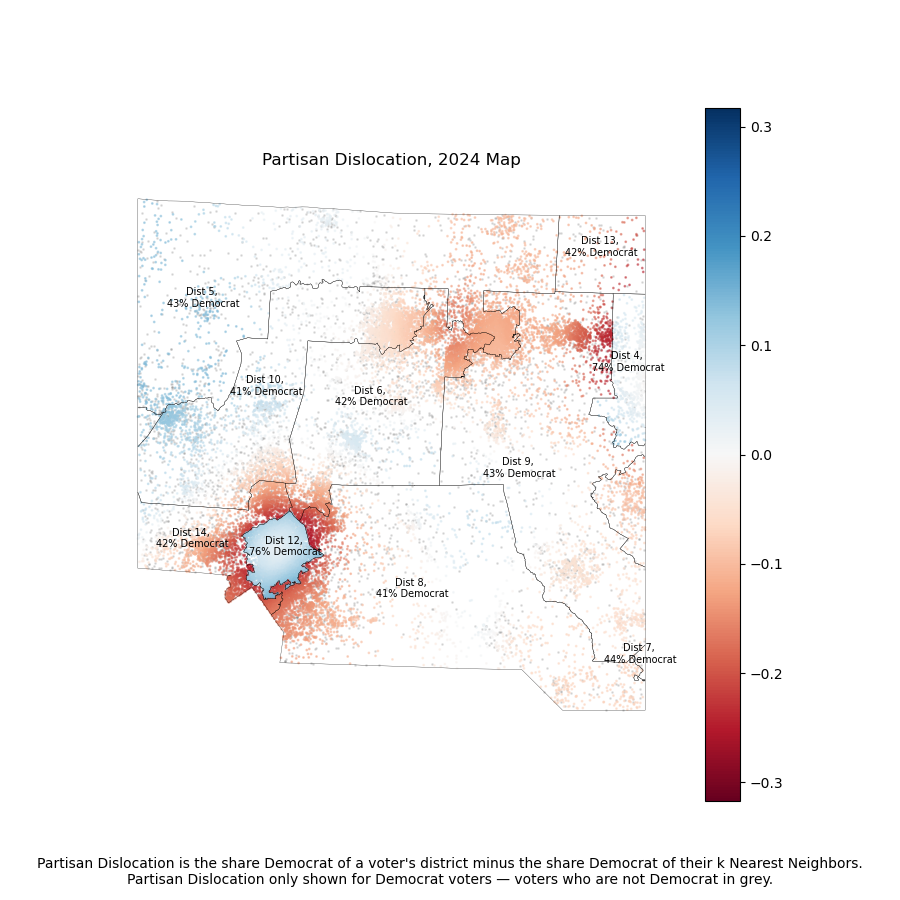 Partisan Dislocation, 2024 Map
Dist 13,
42% Democrat
Dist 5,
43% Democrat
Dist 4,
74% Democrat
Dist 10,
41% Democrat
Dist 6,
42% Democrat
Dist 9,
43% Democrat
Dist 14,
42% Democrat
Dist 12,
76% Democrat
Dist 8,
41% Democrat
Dist 7,
44% Democrat
0.3
0.2
0.1
0.0
−0.1
−0.2
−0.3
Partisan Dislocation is the share Democrat of a voter's district minus the share Democrat of their k Nearest Neighbors.
Partisan Dislocation only shown for Democrat voters — voters who are not Democrat in grey.